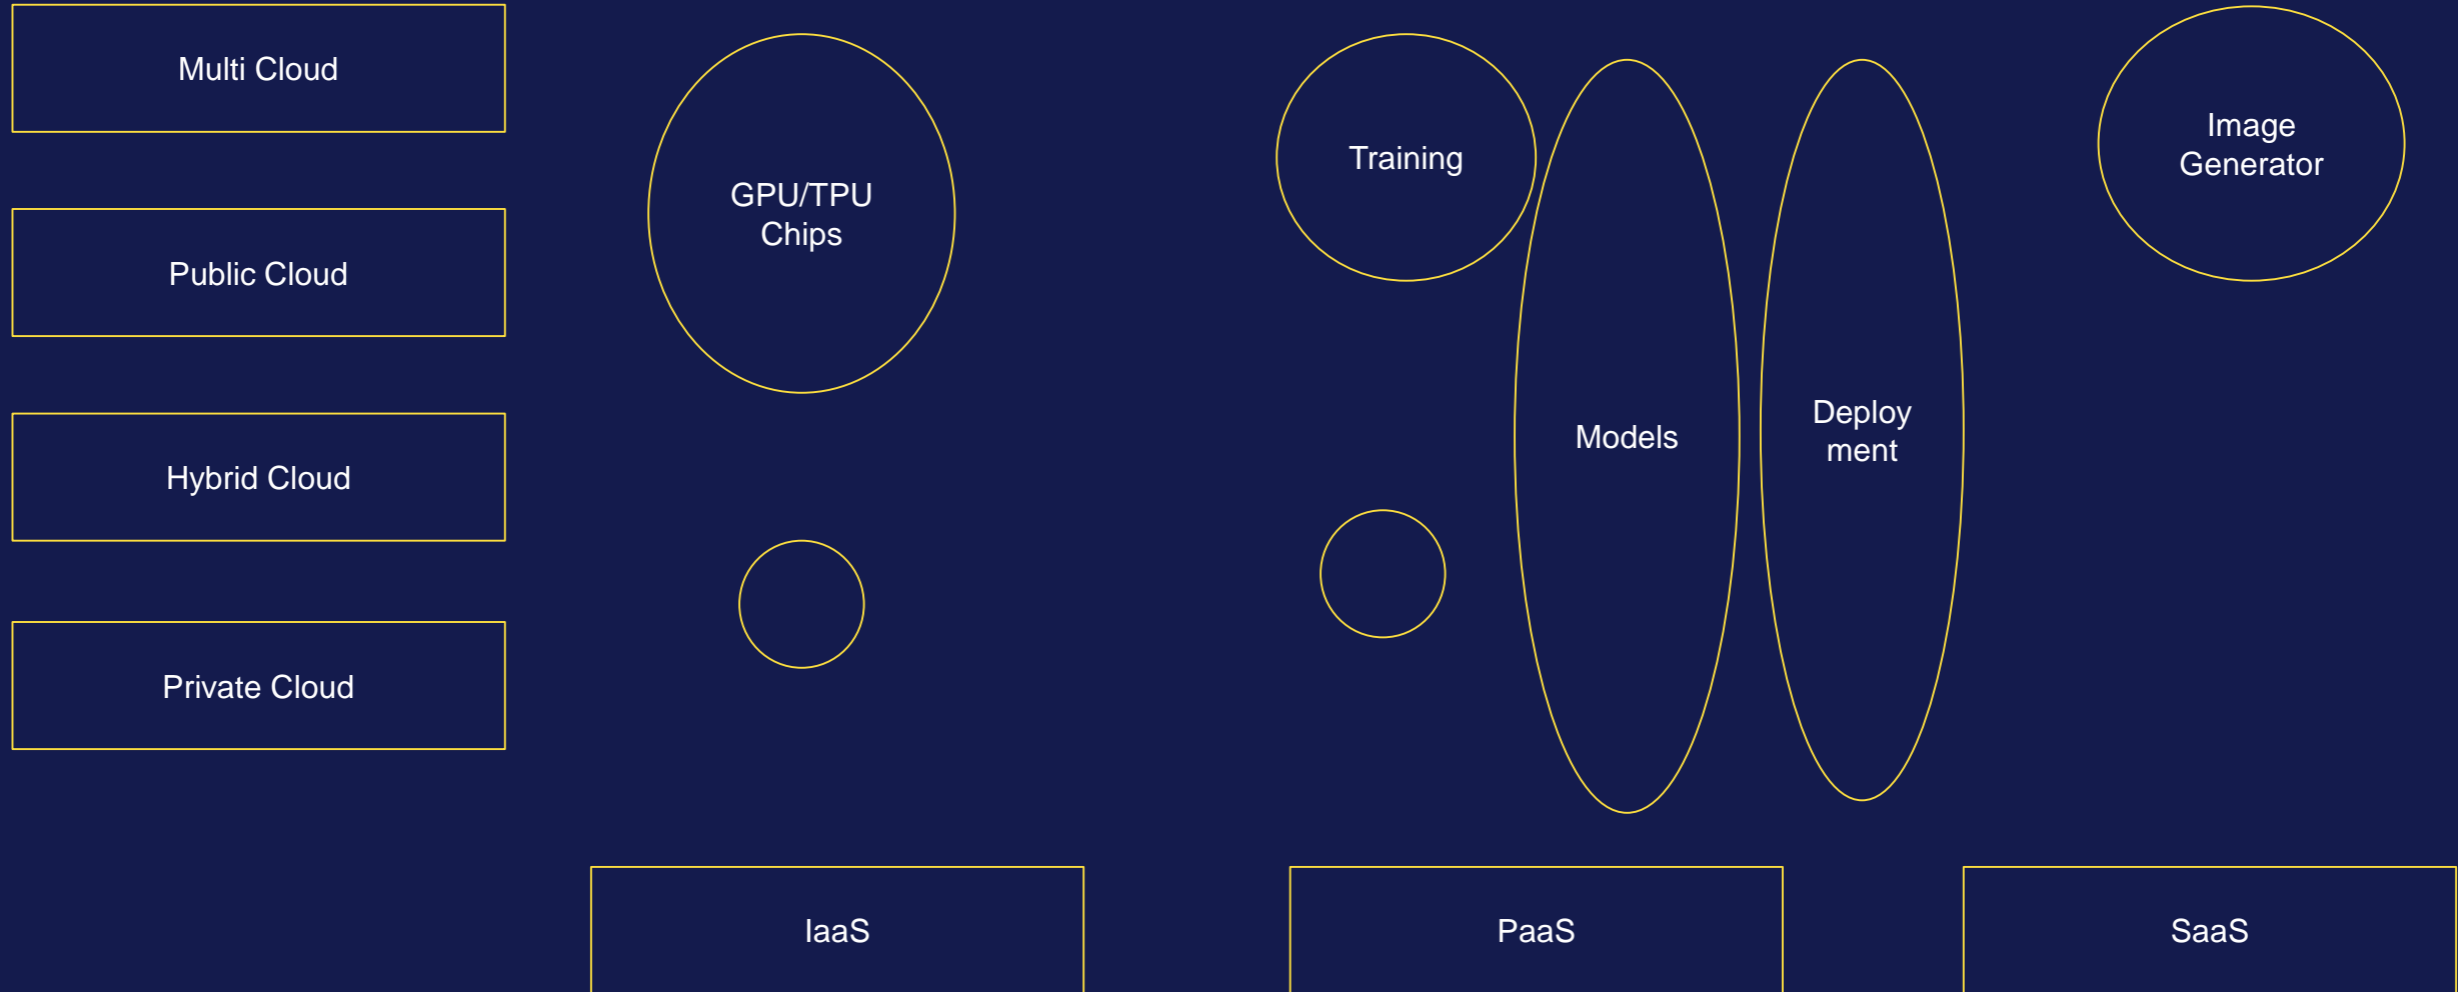 Multi Cloud
Public Cloud
Hybrid Cloud
Private Cloud
GPU/TPU
Chips
Training
Models
Deploy
ment
Image
Generator
IaaS
PaaS
SaaS